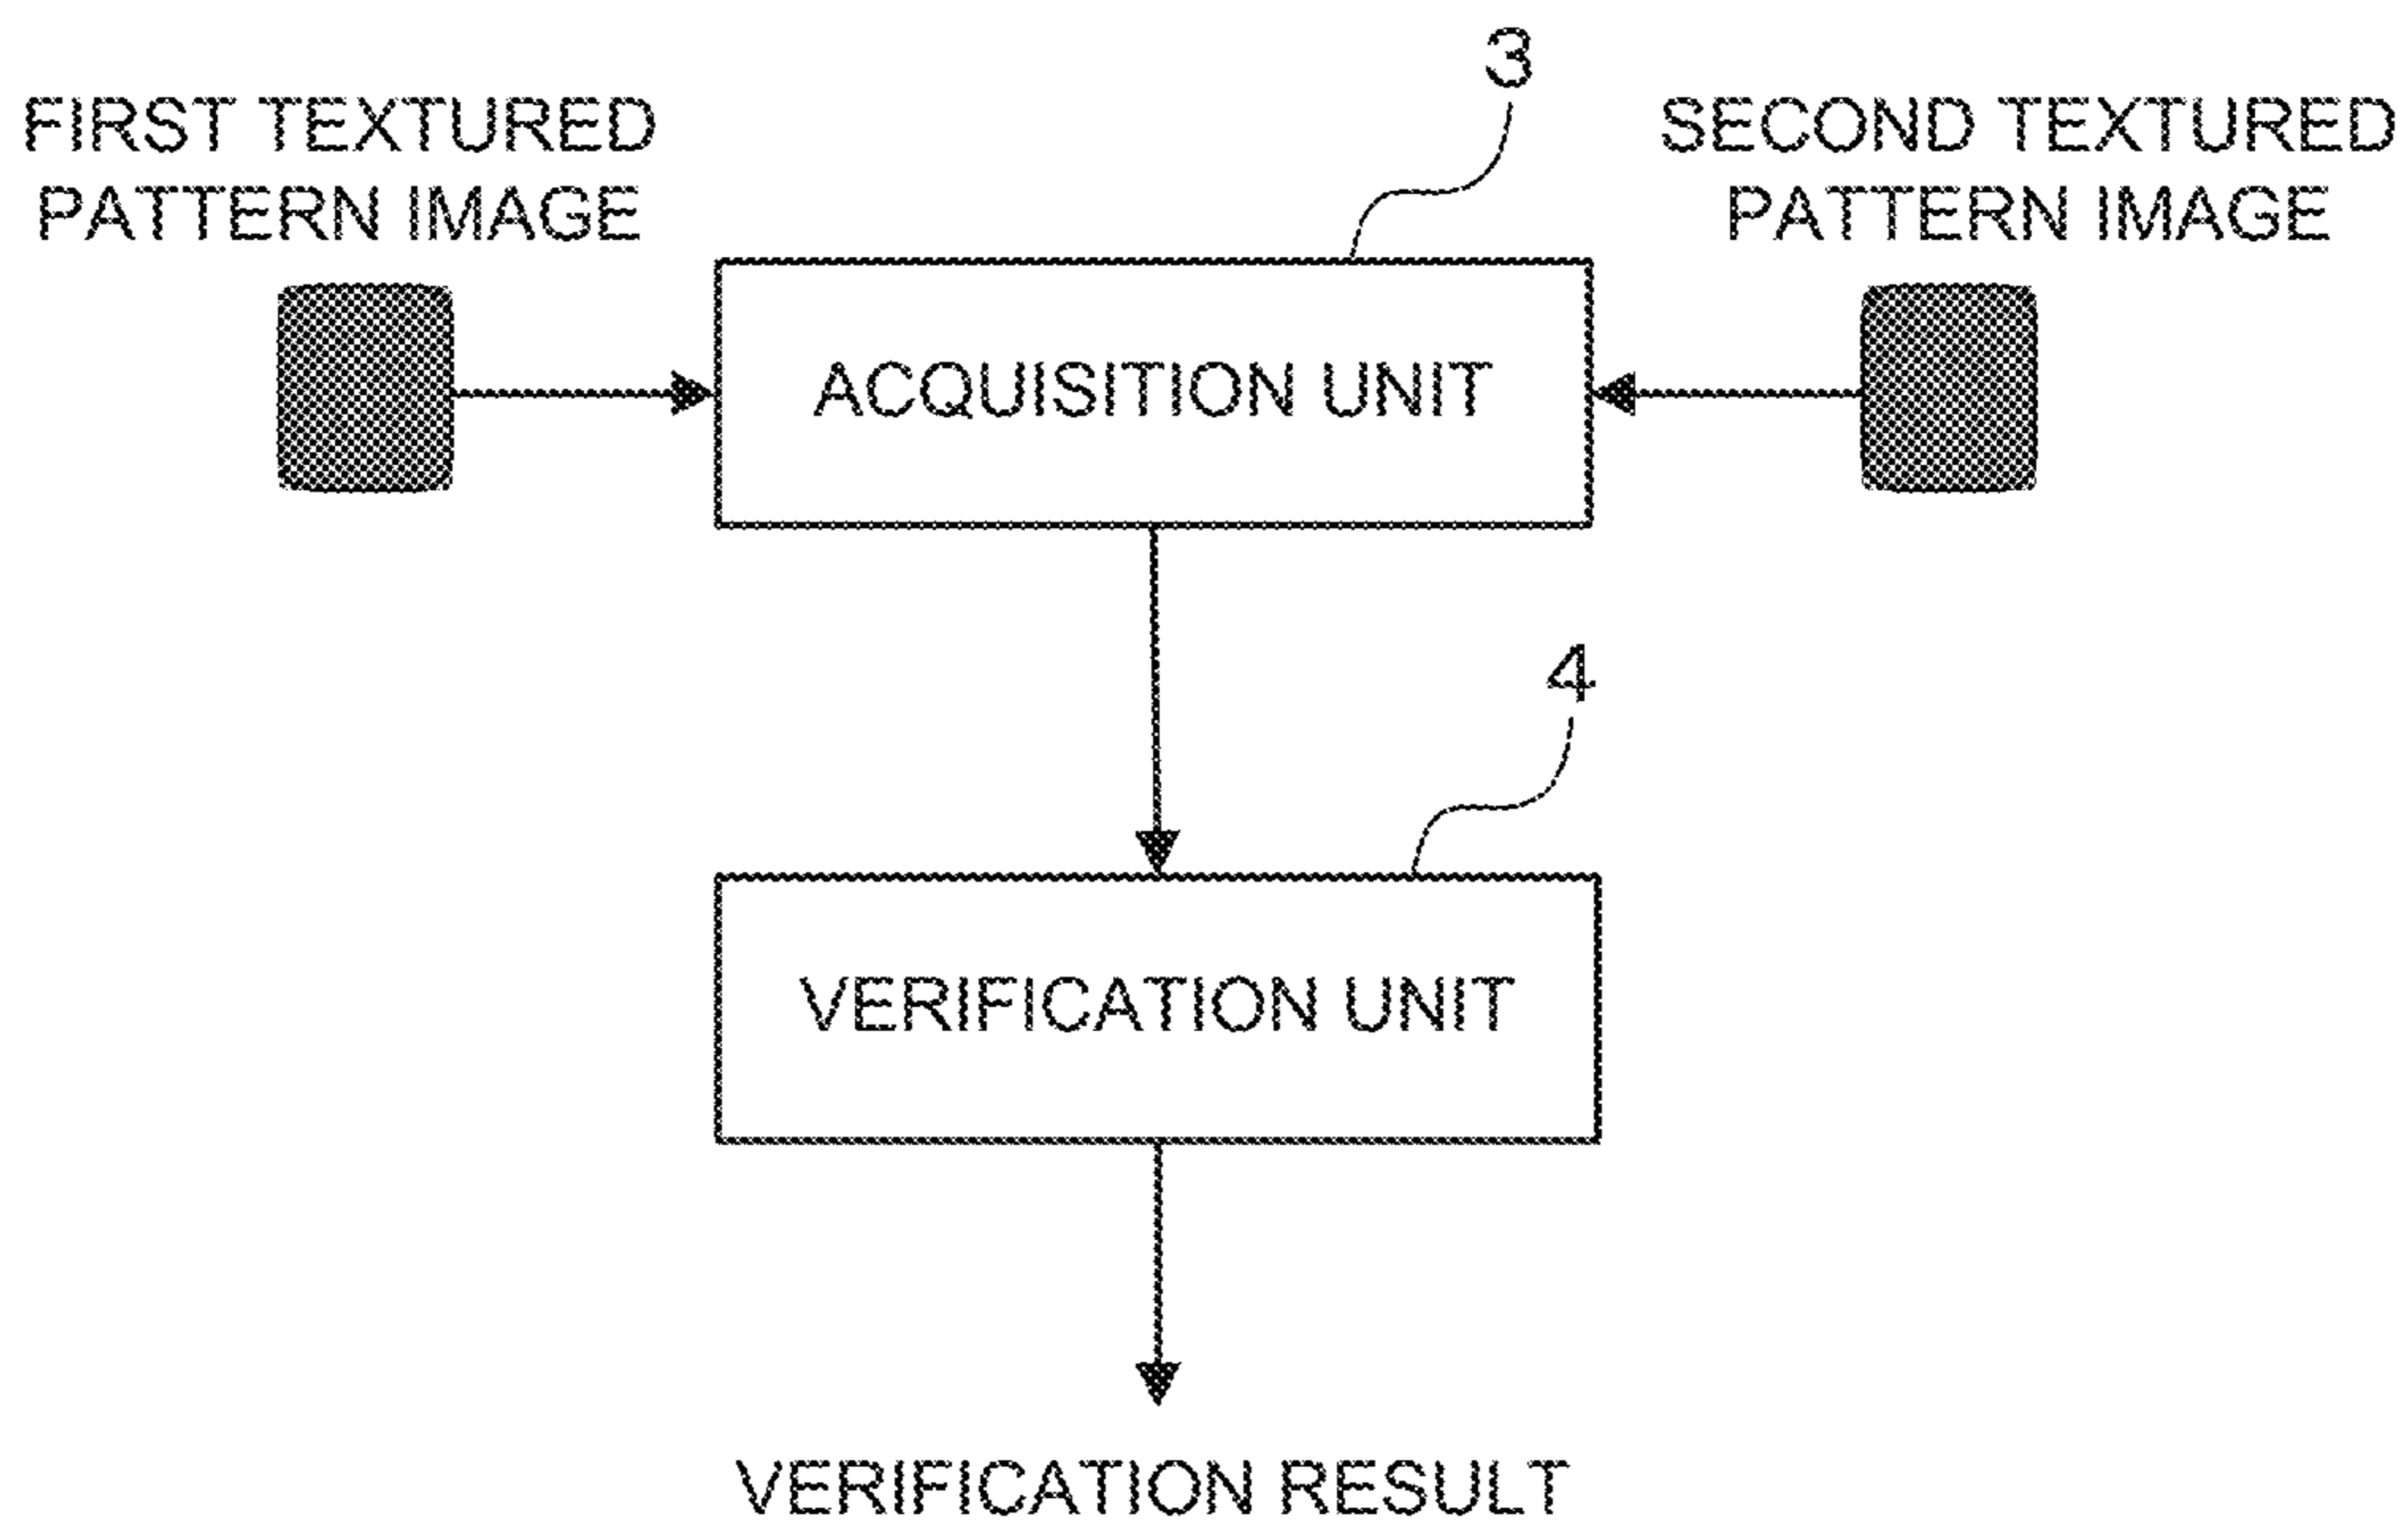 3
FIRST TEXTURED
PATTERN IMAGE
SECOND TEXTURED
PATTERN IMAGE
ACQUISITION UNIT
4
VERIFICATION UNIT
VERIFICATION RESULT